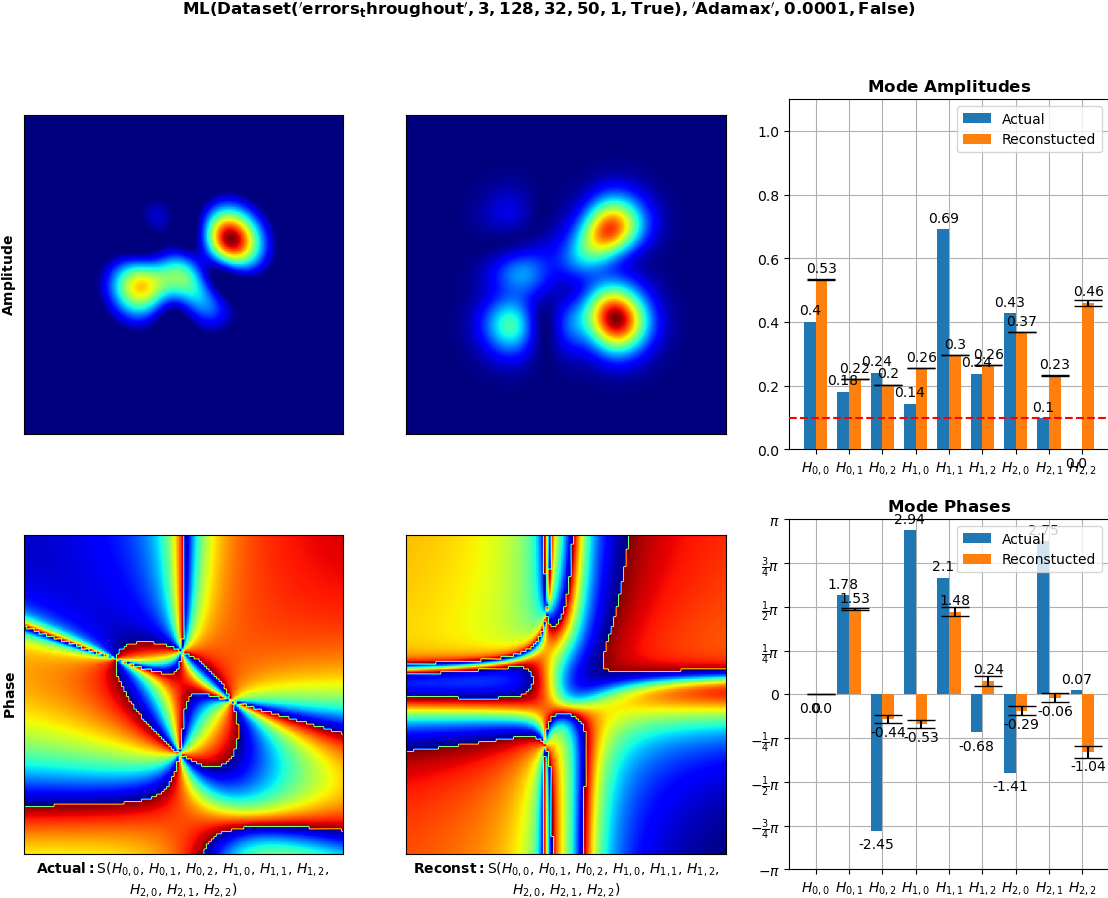 ML(Dataset('errors_throughout', 3, 128, 32, 50, 1, True), 'Adamax', 0.0001, False)
Amplitude
Mode Amplitudes
Actual
Reconstucted
1.0
0.8
0.6
0.4
0.2
0.0
0.4
0.53
0.18
0.22
0.24
0.2
0.14
0.26
0.69
0.3
0.24
0.26
0.43
0.37
0.1
0.23
0.0
0.46
H0,0 H0,1 H0,2 H1,0 H1,1 H1,2 H2,0 H2,1 H2,2
Phase
Mode Phases
Actual
Reconstucted
π
3/4π
1/2π
1/4π
0
−1/4π
−1/2π
−3/4π
−π
0.0
0.0
1.78
1.53
-2.45
-0.44
2.94
-0.53
2.1
1.48
-0.68
0.24
-1.41
-0.29
2.75
-0.06
0.07
-1.04
H0,0 H0,1 H0,2 H1,0 H1,1 H1,2 H2,0 H2,1 H2,2
Actual: S(H0,0, H0,1, H0,2, H1,0, H1,1, H1,2,
H2,0, H2,1, H2,2)
Reconst: S(H0,0, H0,1, H0,2, H1,0, H1,1, H1,2,
H2,0, H2,1, H2,2)